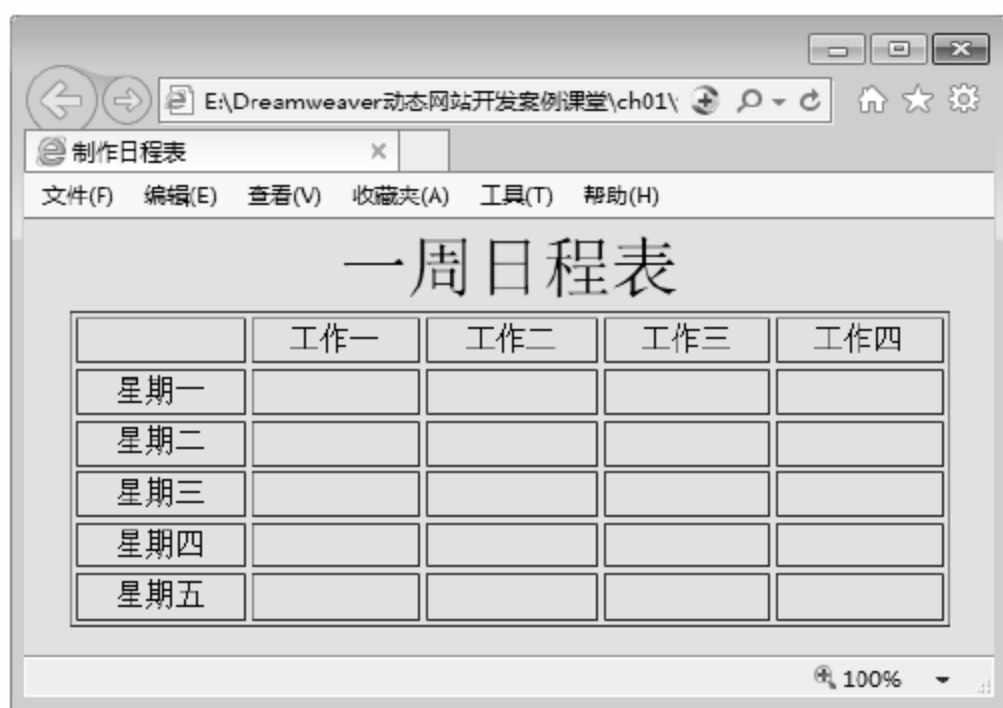 E:\Dreamweaver动态网站开发案例课堂\ch01\
制作日程表
文件(F) 编辑(E) 查看(V) 收藏夹(A) 工具(T) 帮助(H)
一周日程表
工作一 工作二 工作三 工作四
星期一
星期二
星期三
星期四
星期五
100%